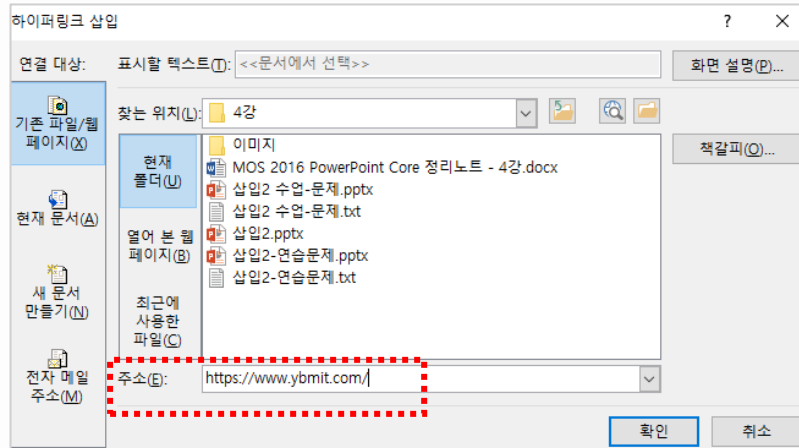 하이퍼링크 삽입 ? ×
연결 대상: 표시할 텍스트(T): <<문서에서 선택>> 화면 설명(P)...
기존 파일/웹
페이지(X)
현재 문서(A)
새 문서
만들기(N)
전자 메일
주소(M)
찾는 위치(L): 4강
현재
폴더(U)
열어 본 웹
페이지(B)
최근에
사용한
파일(C)
이미지
MOS 2016 PowerPoint Core 정리노트 - 4강.docx
삽입2 수업-문제.pptx
삽입2 수업-문제.txt
삽입2.pptx
삽입2-연습문제.pptx
삽입2-연습문제.txt
책갈피(O)...
주소(E): https://www.ybmit.com/
확인 취소